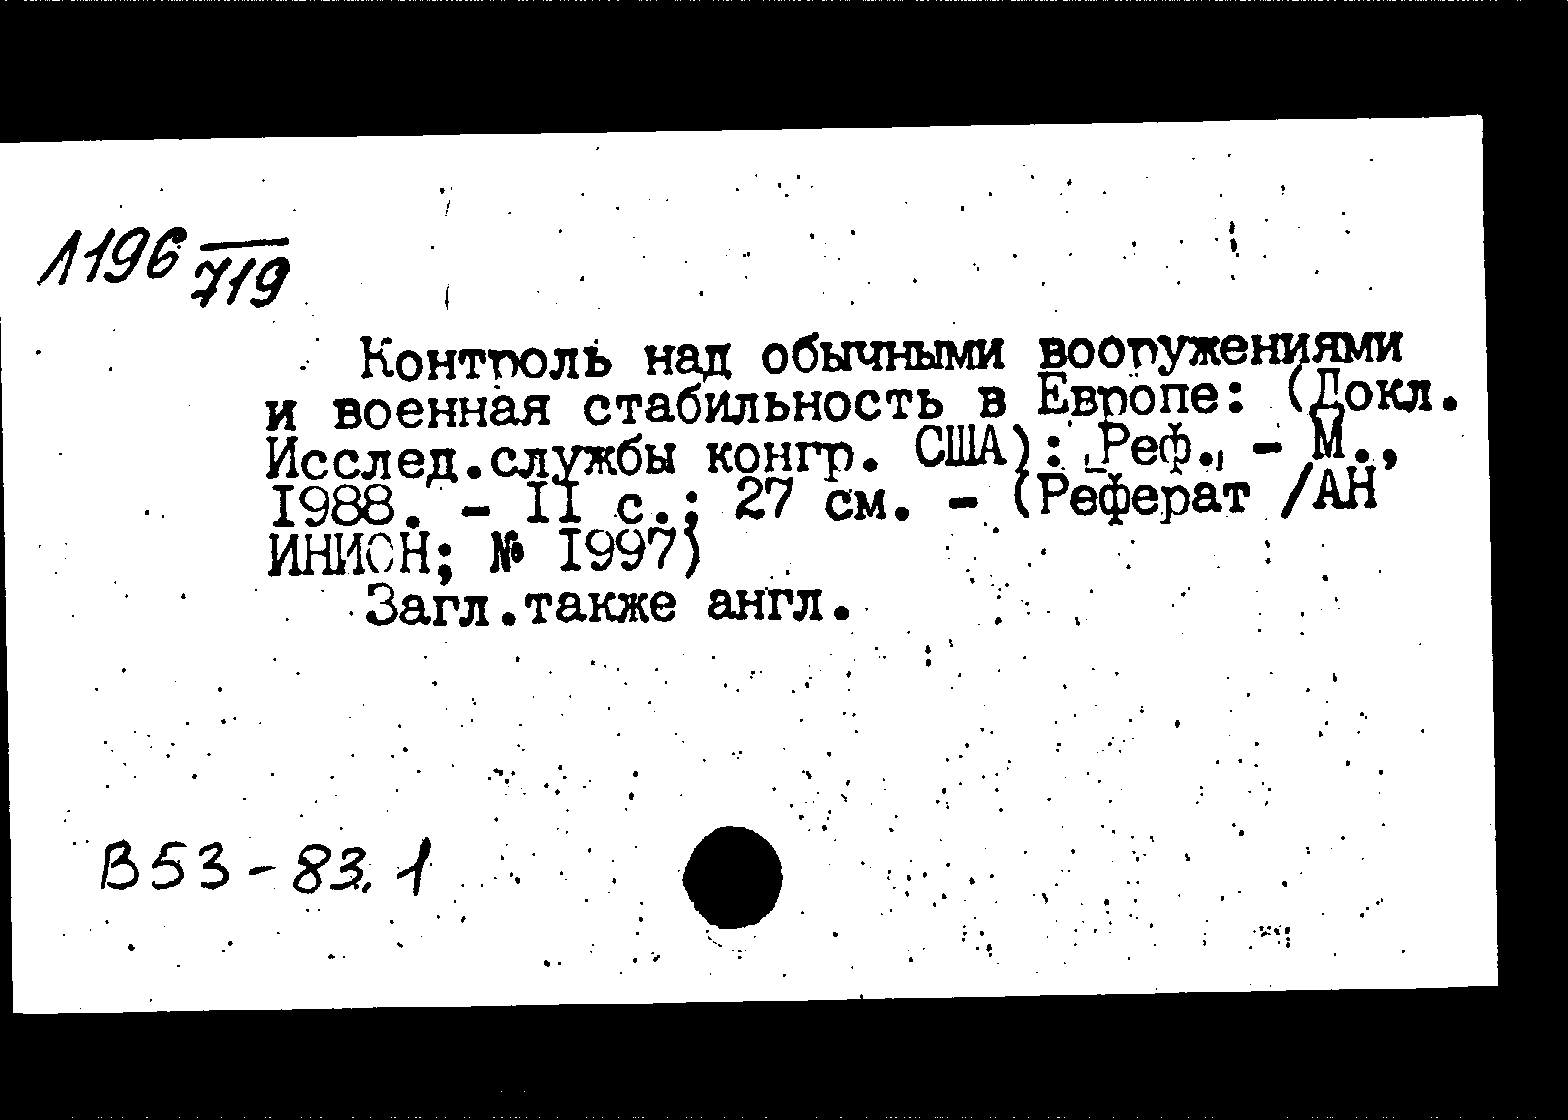 Л196/719
Контроль над обычными вооружениями
и военная стабильность в Европе: (Докл.
Исслед.службы конгр. США): [Реф.] - М.,
1988. - 11 с.; 27 см. - (Реферат /АН
ИНИОН; № 1997)
Загл.также англ.
В53-83.1